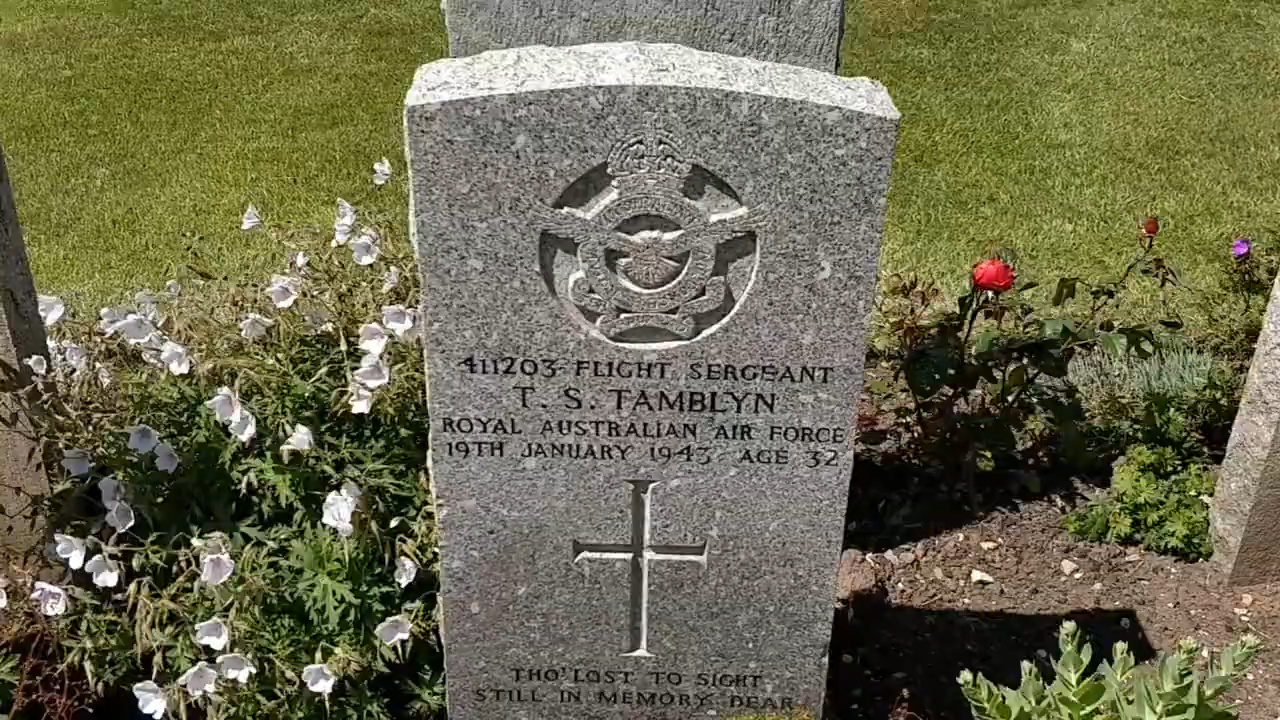 411203 FLIGHT SERGEANT
T. S. TAMBLYN
ROYAL AUSTRALIAN AIR FORCE
19TH JANUARY 1943 AGE 32
THO' LOST TO SIGHT
STILL IN MEMORY DEAR